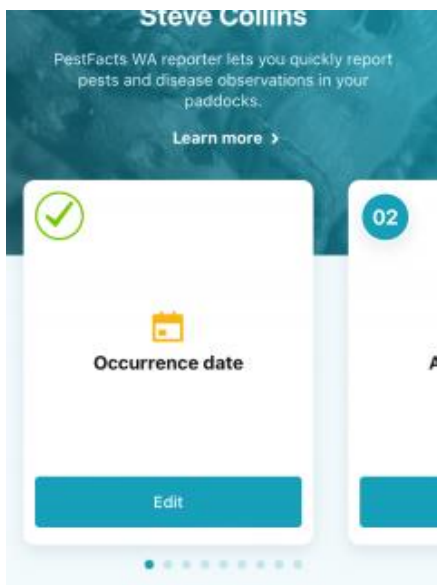 Steve Collins
PestFacts WA reporter lets you quickly report
pests and disease observations in your
paddocks.
Learn more >
02
Occurrence date
A
Edit